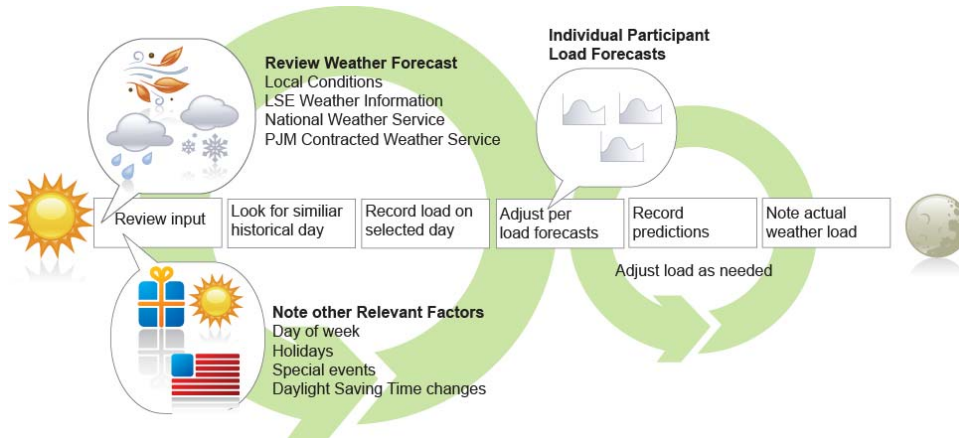 Individual Participant
Load Forecasts
Review Weather Forecast
Local Conditions
LSE Weather Information
National Weather Service
PJM Contracted Weather Service
Review input
Look for similiar
historical day
Record load on
selected day
Adjust per
load forecasts
Record
predictions
Note actual
weather load
Adjust load as needed
Note other Relevant Factors
Day of week
Holidays
Special events
Daylight Saving Time changes